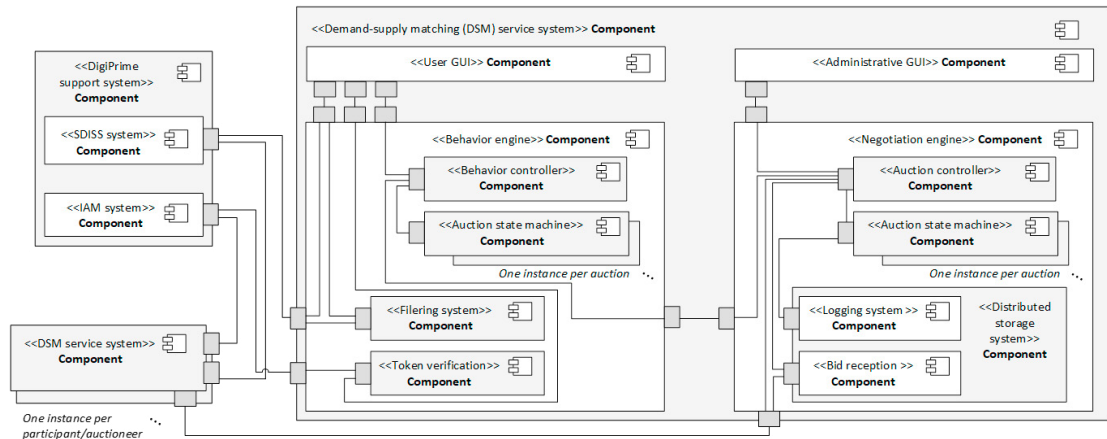 <<Demand-supply matching (DSM) service system>> Component
<<User GUI>> Component
<<Administrative GUI>> Component
<<DigiPrime
support system>>
Component
<<SDISS system>>
Component
<<IAM system>>
Component
<<DSM service system>>
Component
One instance per
participant/auctioneer
<<Behavior engine>> Component
<<Behavior controller>>
Component
<<Auction state machine>>
Component
One instance per auction
<<Filering system>>
Component
<<Token verification>>
Component
<<Negotiation engine>> Component
<<Auction controller>>
Component
<<Auction state machine>>
Component
One instance per auction
<<Logging system >>
Component
<<Bid reception >>
Component
<<Distributed
storage
system>>
Component